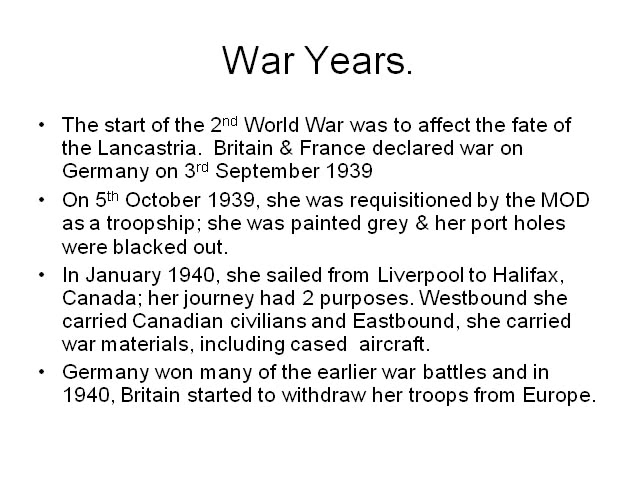 War Years.
• The start of the 2nd World War was to affect the fate of
the Lancastria.  Britain & France declared war on
Germany on 3rd September 1939
• On 5th October 1939, she was requisitioned by the MOD
as a troopship; she was painted grey & her port holes
were blacked out.
• In January 1940, she sailed from Liverpool to Halifax,
Canada; her journey had 2 purposes. Westbound she
carried Canadian civilians and Eastbound, she carried
war materials, including cased  aircraft.
• Germany won many of the earlier war battles and in
1940, Britain started to withdraw her troops from Europe.